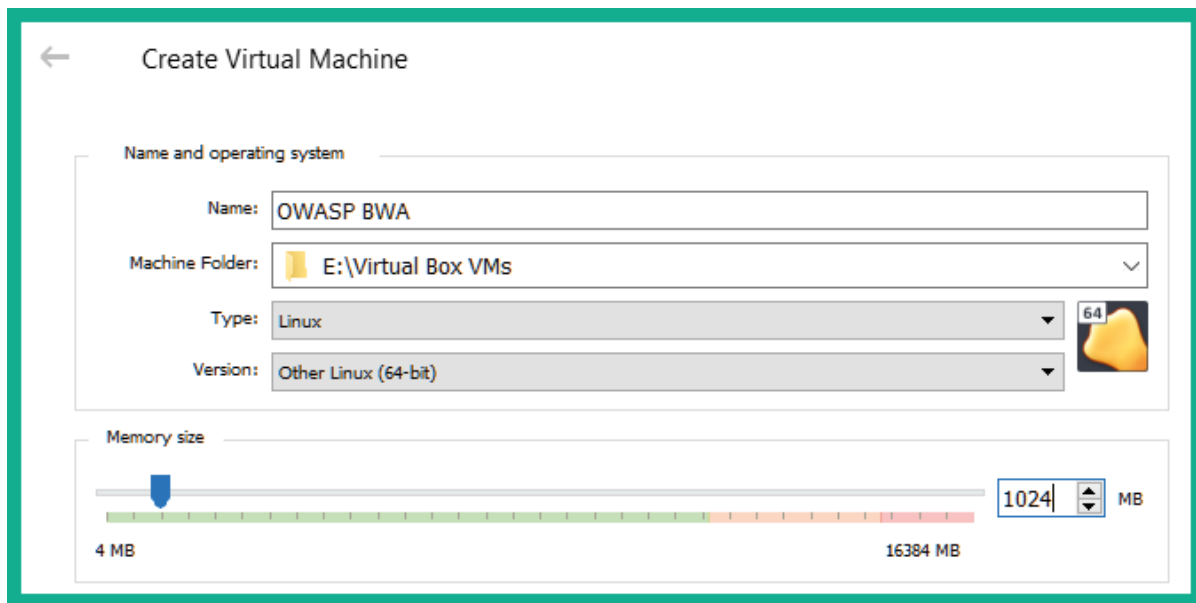 Create Virtual Machine
Name and operating system
Name: OWASP BWA
Machine Folder: E:\Virtual Box VMs
Type: Linux
64
Version: Other Linux (64-bit)
Memory size
1024 MB
4 MB 16384 MB